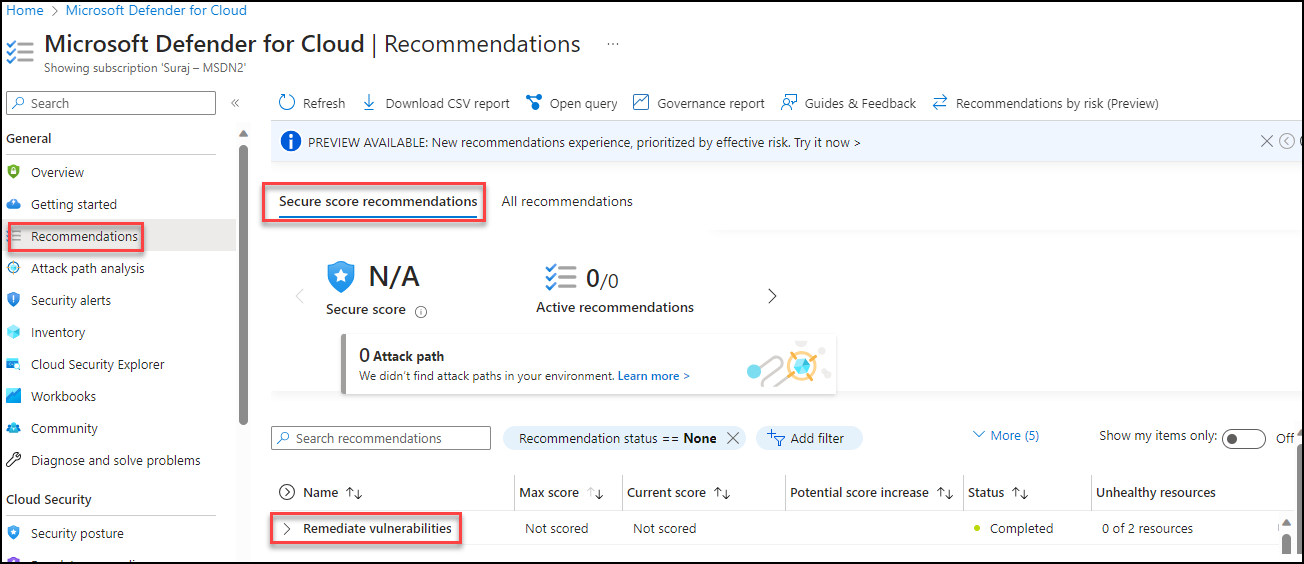 Home > Microsoft Defender for Cloud
Microsoft Defender for Cloud | Recommendations ...
Showing subscription 'Suraj – MSDN2'
Search «
Refresh Download CSV report Open query Governance report Guides & Feedback Recommendations by risk (Preview)
General
PREVIEW AVAILABLE: New recommendations experience, prioritized by effective risk. Try it now >
Overview
Getting started
Recommendations
Attack path analysis
Security alerts
Inventory
Cloud Security Explorer
Workbooks
Community
Diagnose and solve problems
Cloud Security
Security posture
Secure score recommendations All recommendations
N/A
Secure score
0/0
Active recommendations
0 Attack path
We didn't find attack paths in your environment. Learn more >
Search recommendations Recommendation status == None Add filter More (5) Show my items only: Off
Name Max score Current score Potential score increase Status Unhealthy resources
Remediate vulnerabilities Not scored Not scored Completed 0 of 2 resources